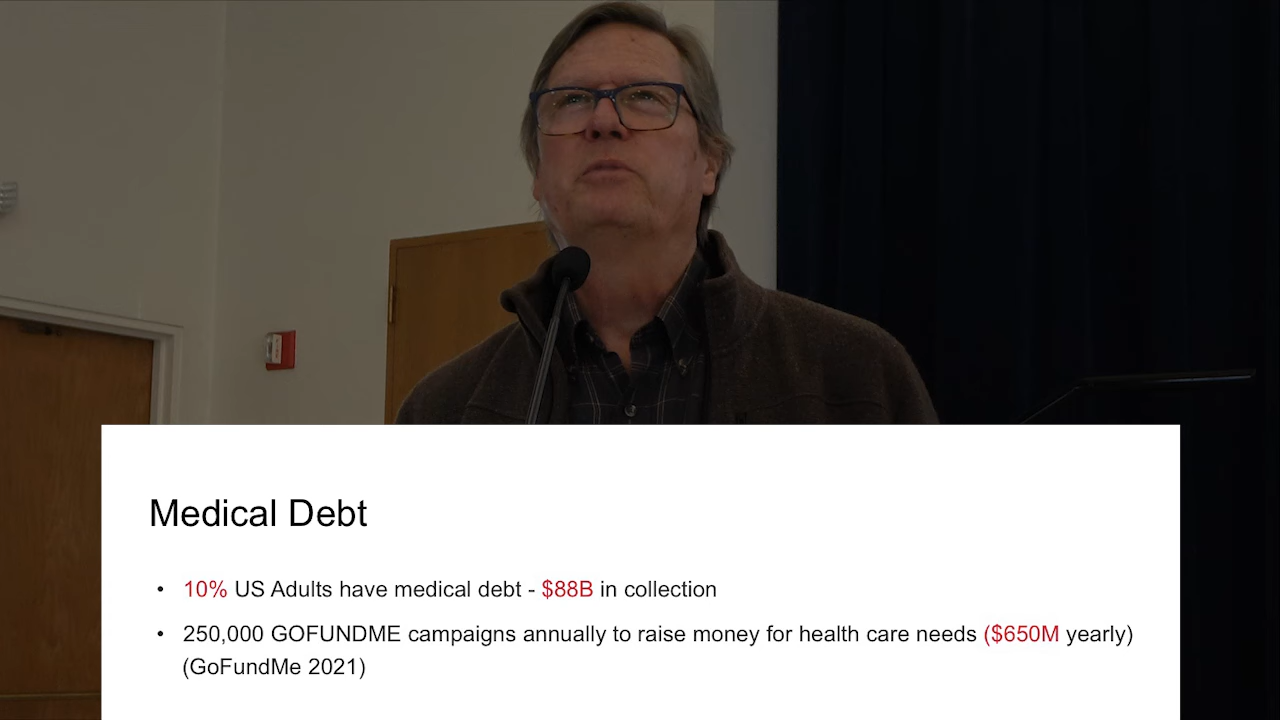 Medical Debt
• 10% US Adults have medical debt - $88B in collection
• 250,000 GOFUNDME campaigns annually to raise money for health care needs ($650M yearly)
(GoFundMe 2021)